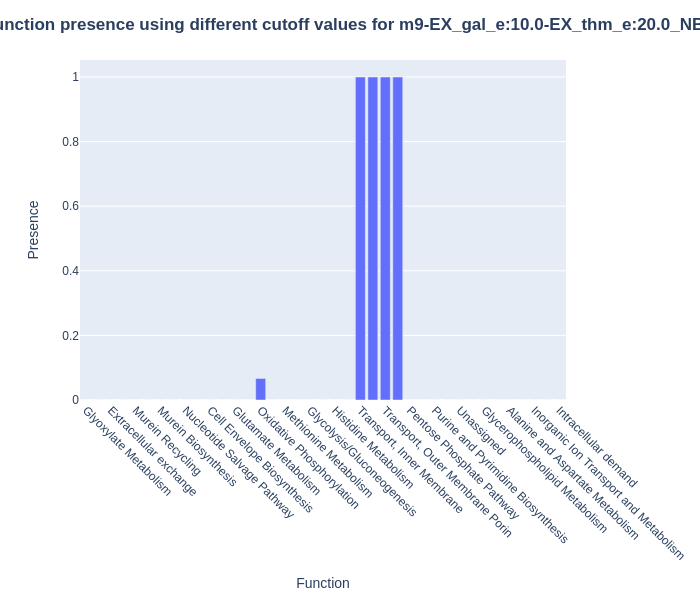 unction presence using different cutoff values for m9-EX_gal_e:10.0-EX_thm_e:20.0_NE
1
0.8
0.6
0.4
0.2
0
Presence
Glyoxylate Metabolism
Extracellular exchange
Murein Recycling
Murein Biosynthesis
Nucleotide Salvage Pathway
Cell Envelope Biosynthesis
Glutamate Metabolism
Oxidative Phosphorylation
Methionine Metabolism
Glycolysis/Gluconeogenesis
Histidine Metabolism
Transport, Inner Membrane
Transport, Outer Membrane Porin
Pentose Phosphate Pathway
Purine and Pyrimidine Biosynthesis
Unassigned
Glycerophospholipid Metabolism
Alanine and Aspartate Metabolism
Inorganic Ion Transport and Metabolism
Intracellular demand
Function